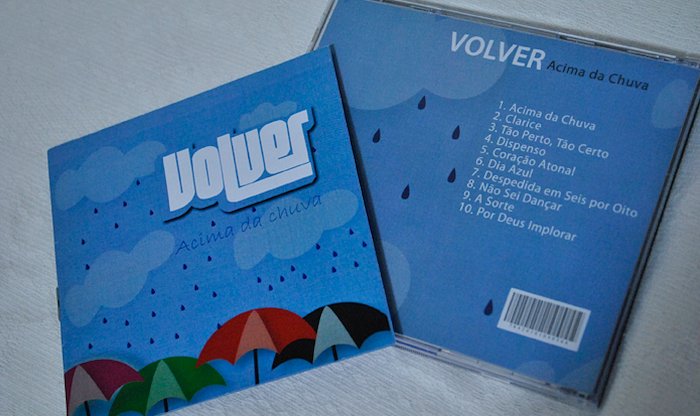 Volver
Acima da chuva
VOLVER Acima da Chuva
1. Acima da Chuva
2. Clarice
3. Tão Perto, Tão Certo
4. Dispenso
5. Coração Atonal
6. Dia Azul
7. Despedida em Seis por Oito
8. Não Sei Dançar
9. A Sorte
10. Por Deus Implorar